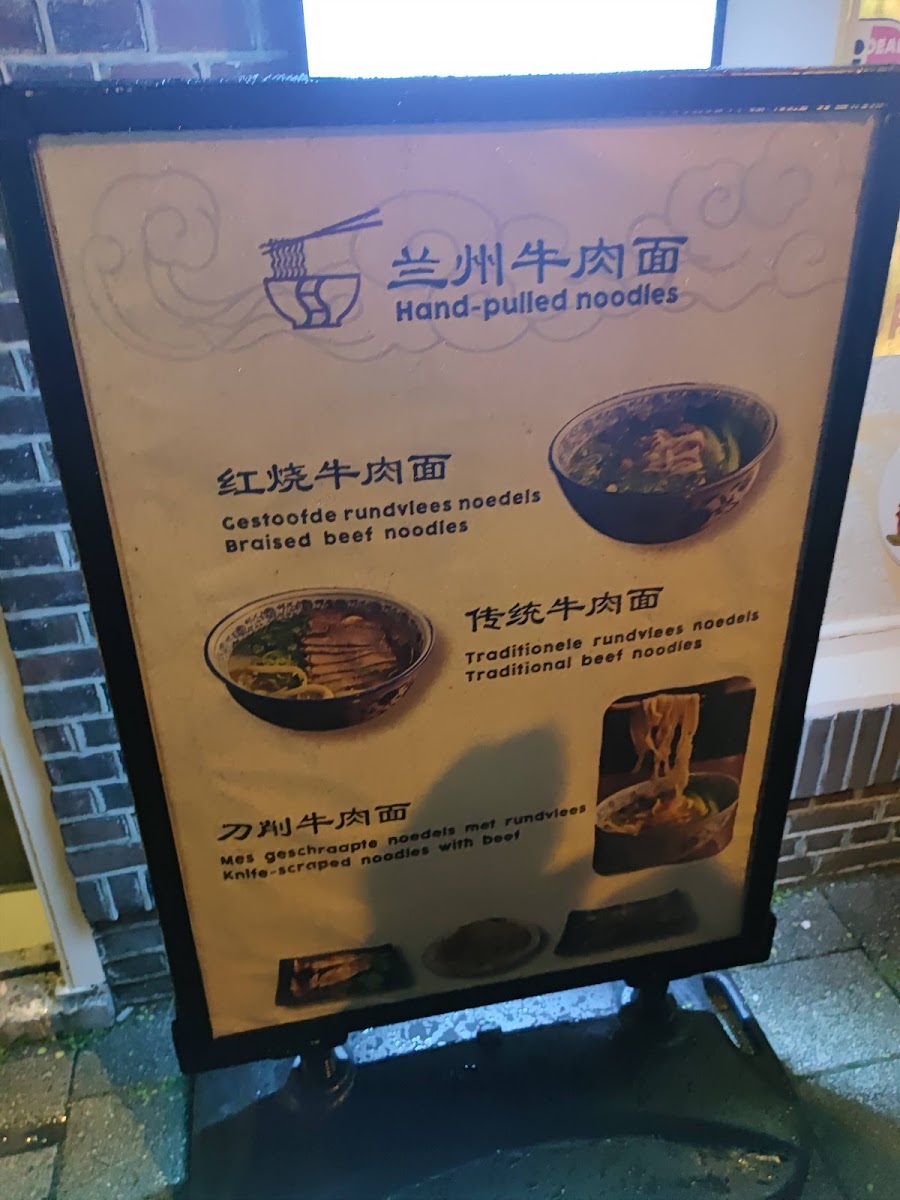 兰州牛肉面
Hand-pulled noodles
红烧牛肉面
Gestoofde rundvlees noedels
Braised beef noodles
传统牛肉面
Traditionele rundvlees noedels
Traditional beef noodles
刀削牛肉面
Mes geschraapte noedels met rundvlees
Knife-scraped noodles with beef